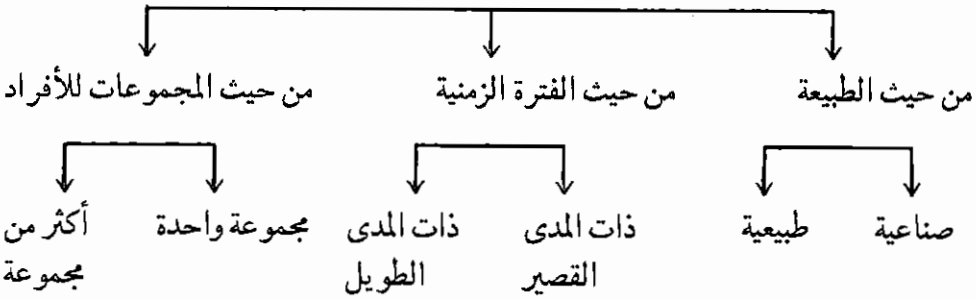 من حيث الطبيعة
من حيث الفترة الزمنية
من حيث المجموعات للأفراد
صناعية
طبيعية
ذات المدى
القصير
ذات المدى
الطويل
مجموعة واحدة
أكثر من
مجموعة